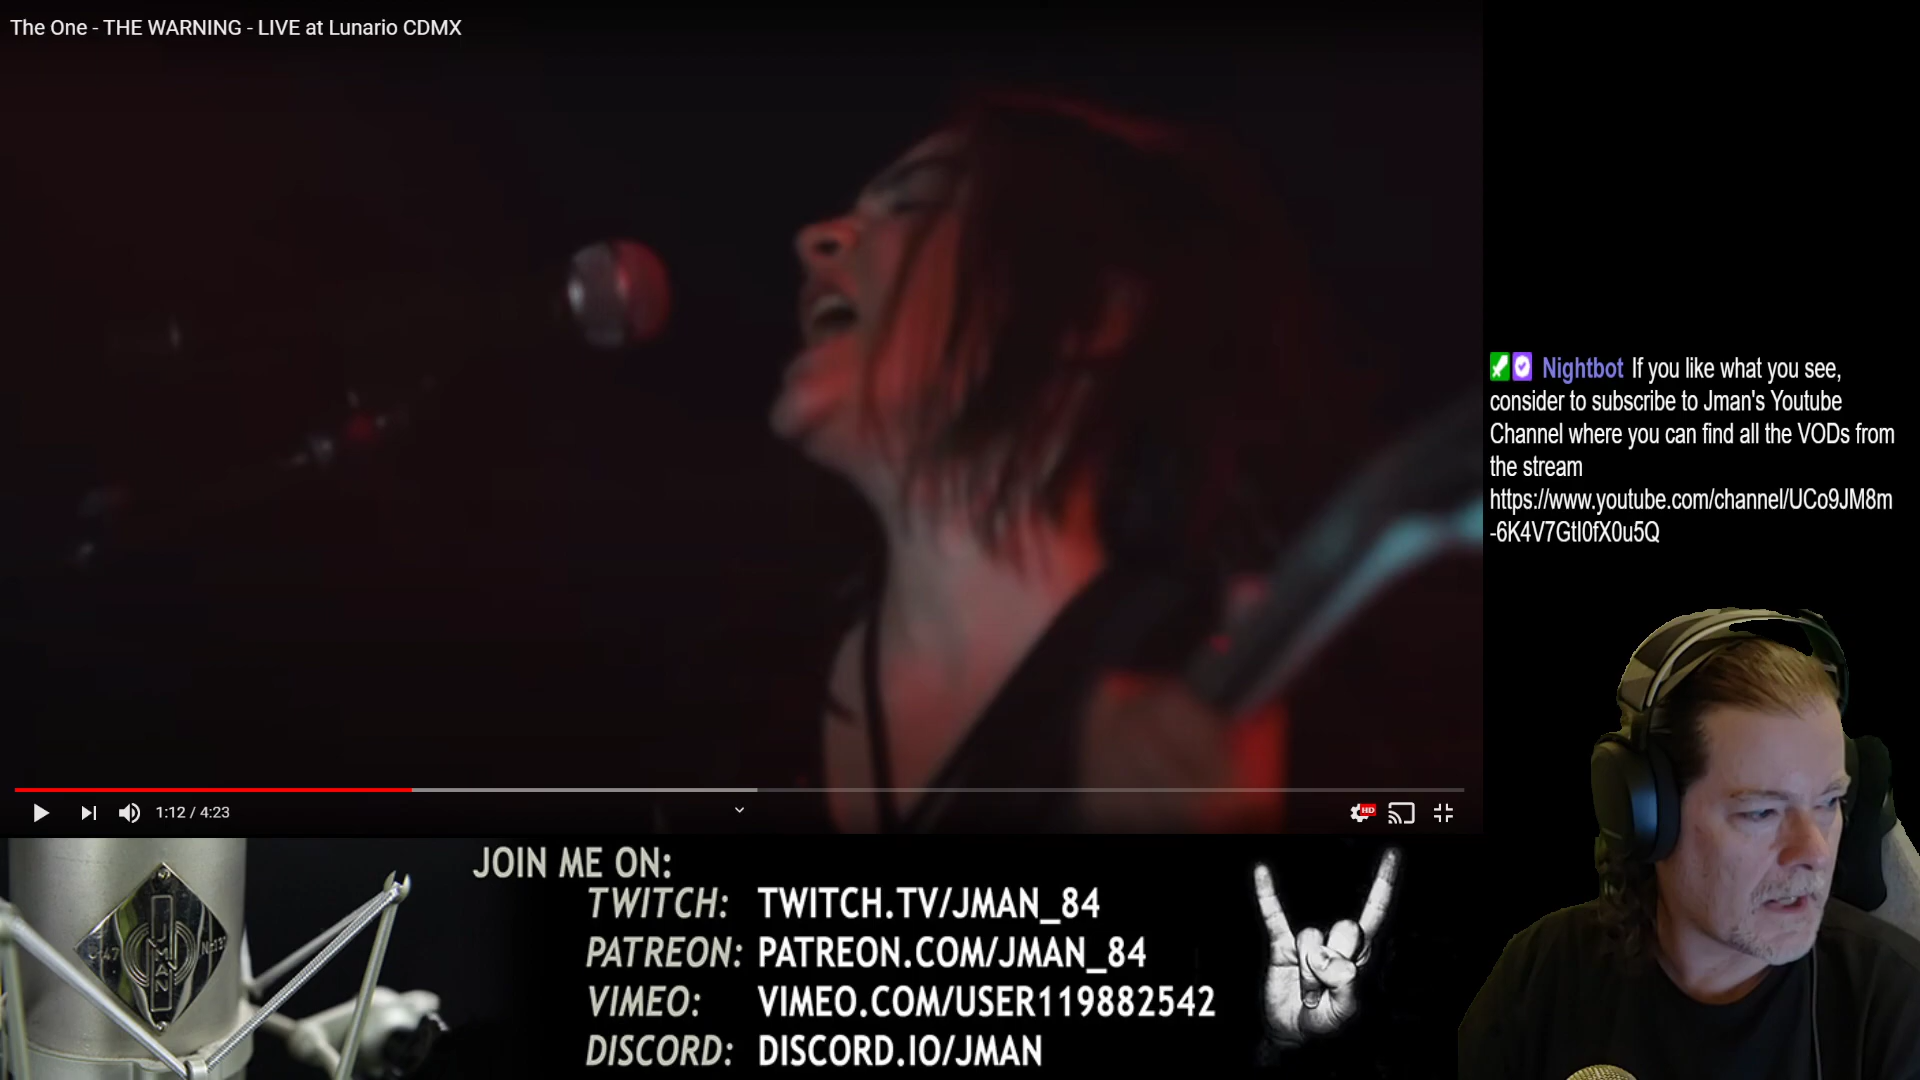 The One - THE WARNING - LIVE at Lunario CDMX
Nightbot If you like what you see,
consider to subscribe to Jman's Youtube
Channel where you can find all the VODs from
the stream
https://www.youtube.com/channel/UCo9JM8m
-6K4V7GtI0fX0u5Q
1:12 / 4:23
HD
JOIN ME ON:
TWITCH: TWITCH.TV/JMAN_84
PATREON: PATREON.COM/JMAN_84
VIMEO: VIMEO.COM/USER119882542
DISCORD: DISCORD.IO/JMAN
JMAN